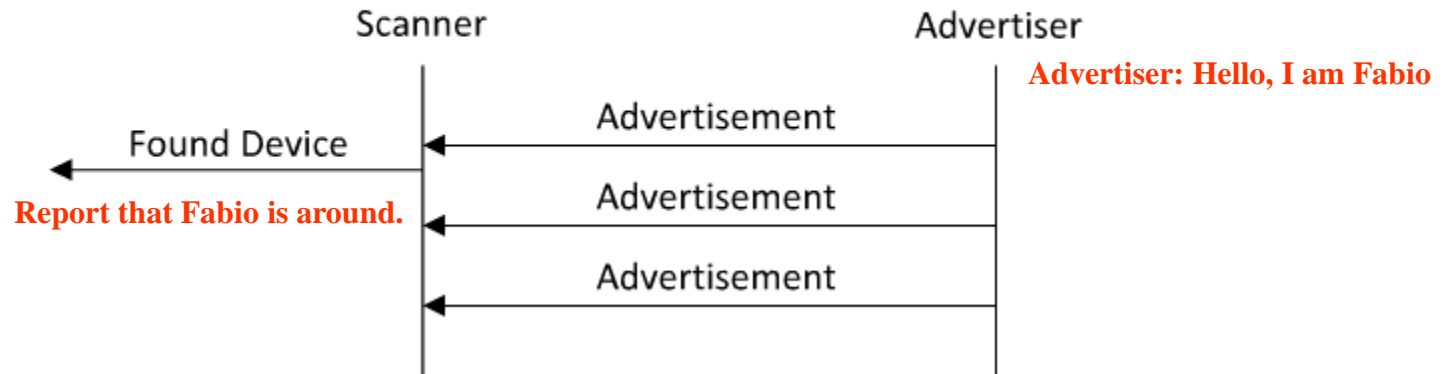 Scanner
Advertiser
Advertiser: Hello, I am Fabio
Advertisement
Found Device
Advertisement
Report that Fabio is around.
Advertisement